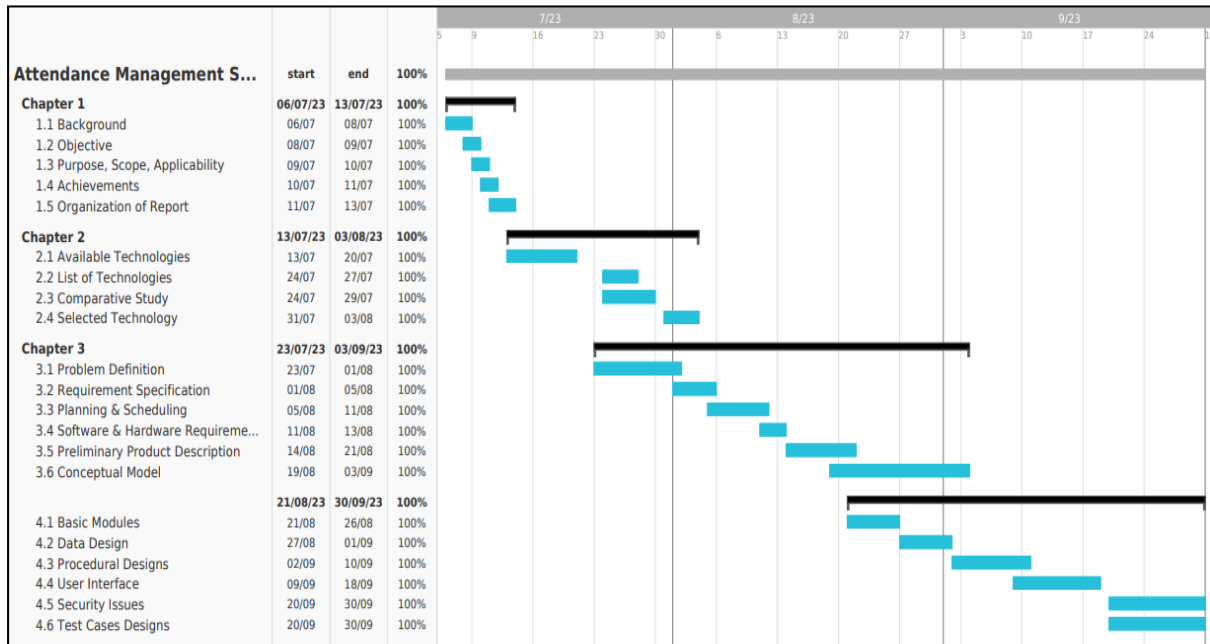 7/23 8/23 9/23
5 9 16 23 30 6 13 20 27 3 10 17 24 1
Attendance Management S... start end 100%
Chapter 1 06/07/23 13/07/23 100%
1.1 Background 06/07 08/07 100%
1.2 Objective 08/07 09/07 100%
1.3 Purpose, Scope, Applicability 09/07 10/07 100%
1.4 Achievements 10/07 11/07 100%
1.5 Organization of Report 11/07 13/07 100%
Chapter 2 13/07/23 03/08/23 100%
2.1 Available Technologies 13/07 20/07 100%
2.2 List of Technologies 24/07 27/07 100%
2.3 Comparative Study 24/07 29/07 100%
2.4 Selected Technology 31/07 03/08 100%
Chapter 3 23/07/23 03/09/23 100%
3.1 Problem Definition 23/07 01/08 100%
3.2 Requirement Specification 01/08 05/08 100%
3.3 Planning & Scheduling 05/08 11/08 100%
3.4 Software & Hardware Requireme... 11/08 13/08 100%
3.5 Preliminary Product Description 14/08 21/08 100%
3.6 Conceptual Model 19/08 03/09 100%
21/08/23 30/09/23 100%
4.1 Basic Modules 21/08 26/08 100%
4.2 Data Design 27/08 01/09 100%
4.3 Procedural Designs 02/09 10/09 100%
4.4 User Interface 09/09 18/09 100%
4.5 Security Issues 20/09 30/09 100%
4.6 Test Cases Designs 20/09 30/09 100%